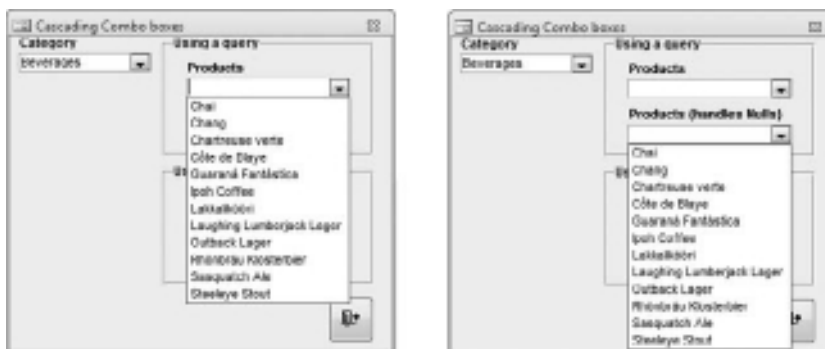 Cascading Combo boxes
Category
Using a query
Beverages
Products
Chai
Chang
Chartreuse verte
Côte de Blaye
Guaraná Fantástica
Ipoh Coffee
Lakkalikööri
Laughing Lumberjack Lager
Outback Lager
Rhönbräu Klosterbier
Sasquatch Ale
Steeleye Stout
Us
Cascading Combo boxes
Category
Using a query
Beverages
Products
Products (handles Nulls)
Chai
Chang
Chartreuse verte
Côte de Blaye
Guaraná Fantástica
Ipoh Coffee
Lakkalikööri
Laughing Lumberjack Lager
Outback Lager
Rhönbräu Klosterbier
Sasquatch Ale
Steeleye Stout
Us